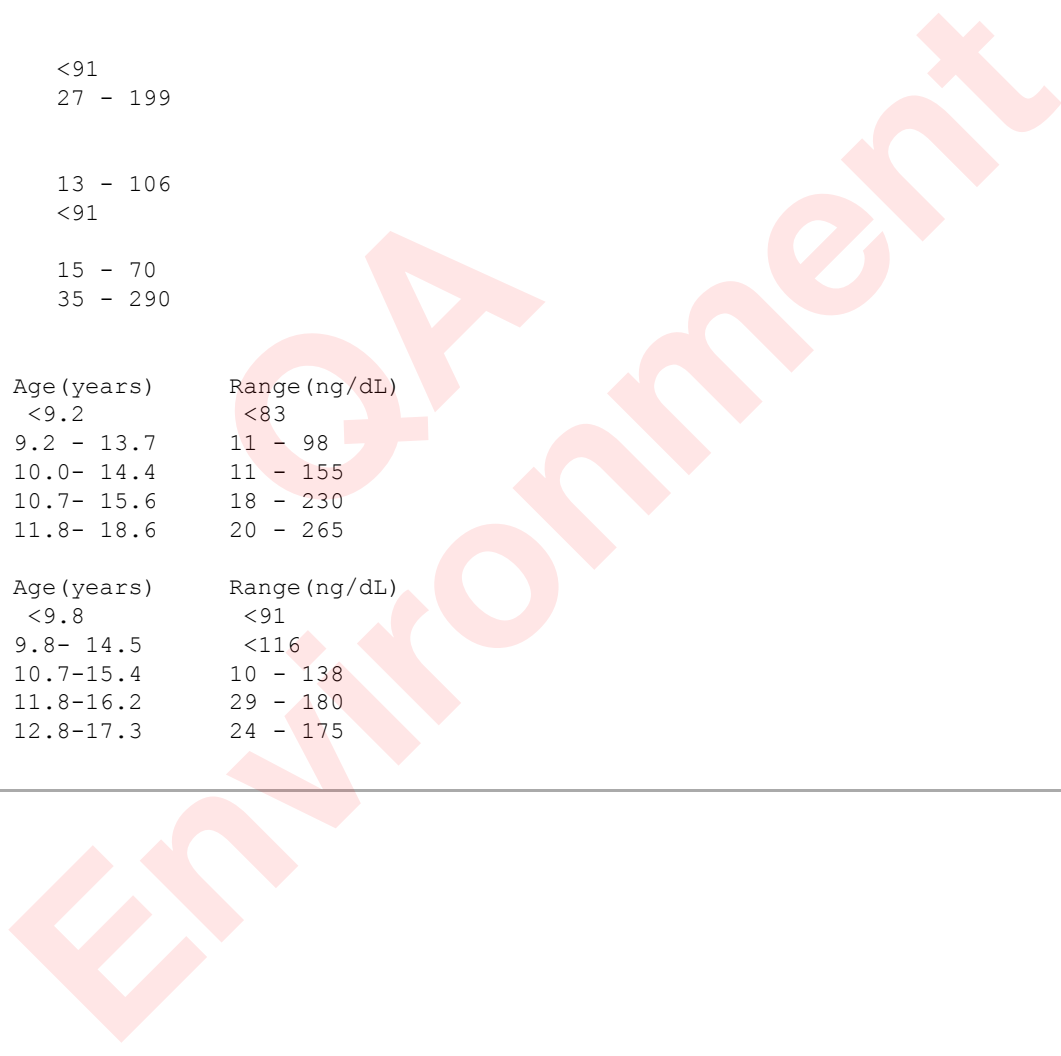 <91
27 - 199
13 - 106
<91
15 - 70
35 - 290
Age(years) Range(ng/dL)
<9.2 <83
9.2 - 13.7 11 - 98
10.0- 14.4 11 - 155
10.7- 15.6 18 - 230
11.8- 18.6 20 - 265
Age(years) Range(ng/dL)
<9.8 <91
9.8- 14.5 <116
10.7-15.4 10 - 138
11.8-16.2 29 - 180
12.8-17.3 24 - 175
QA
Environment